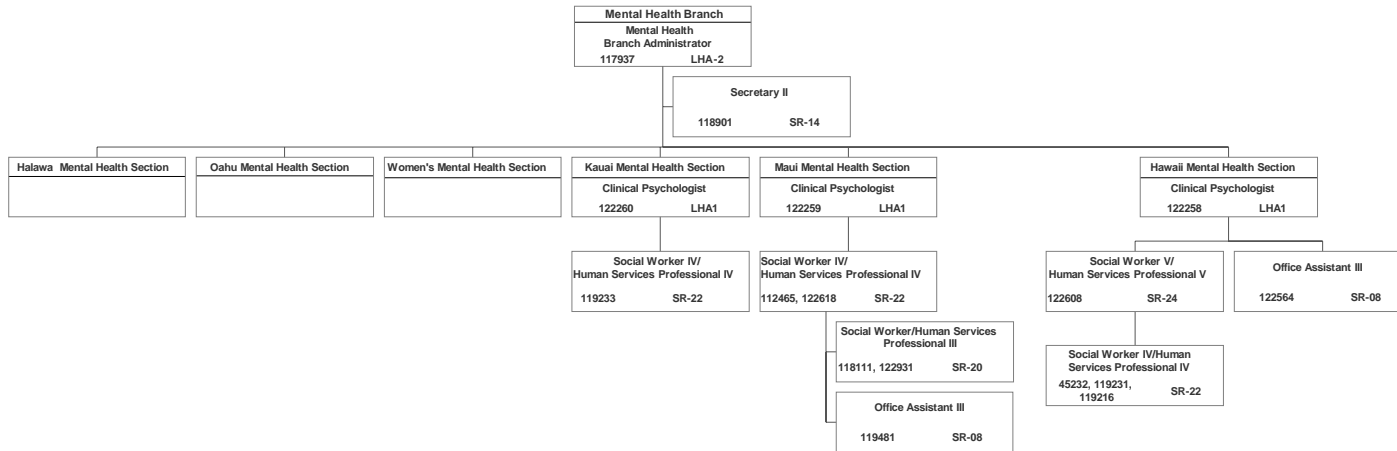 Mental Health Branch
Mental Health
Branch Administrator
117937 LHA-2
Secretary II
118901 SR-14
Halawa Mental Health Section
Oahu Mental Health Section
Women's Mental Health Section
Kauai Mental Health Section
Clinical Psychologist
122260 LHA1
Maui Mental Health Section
Clinical Psychologist
122259 LHA1
Hawaii Mental Health Section
Clinical Psychologist
122258 LHA1
Social Worker IV/
Human Services Professional IV
119233 SR-22
Social Worker IV/
Human Services Professional IV
112465, 122618 SR-22
Social Worker/Human Services
Professional III
118111, 122931 SR-20
Office Assistant III
119481 SR-08
Social Worker V/
Human Services Professional V
122608 SR-24
Office Assistant III
122564 SR-08
Social Worker IV/Human
Services Professional IV
45232, 119231,
119216 SR-22